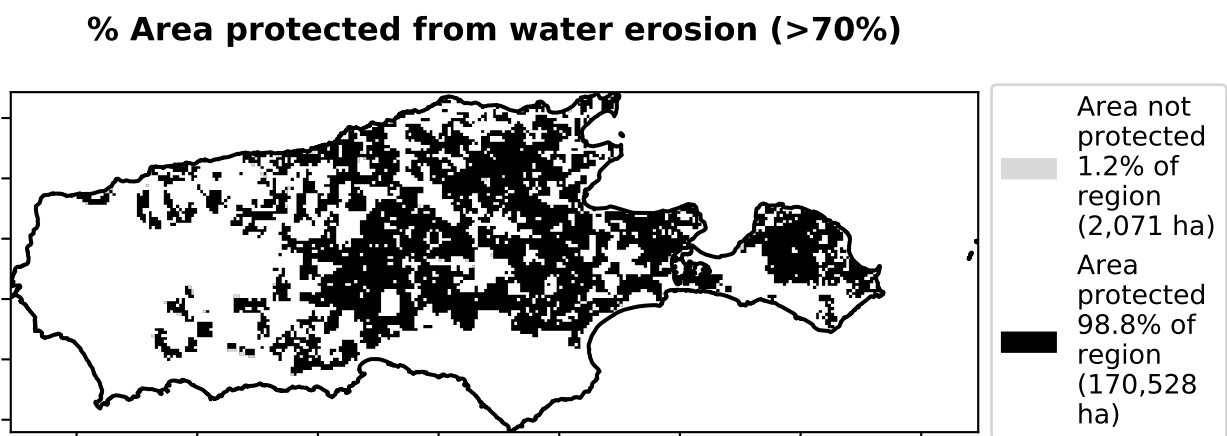 % Area protected from water erosion (>70%)
Area not
protected
1.2% of
region
(2,071 ha)
Area
protected
98.8% of
region
(170,528
ha)